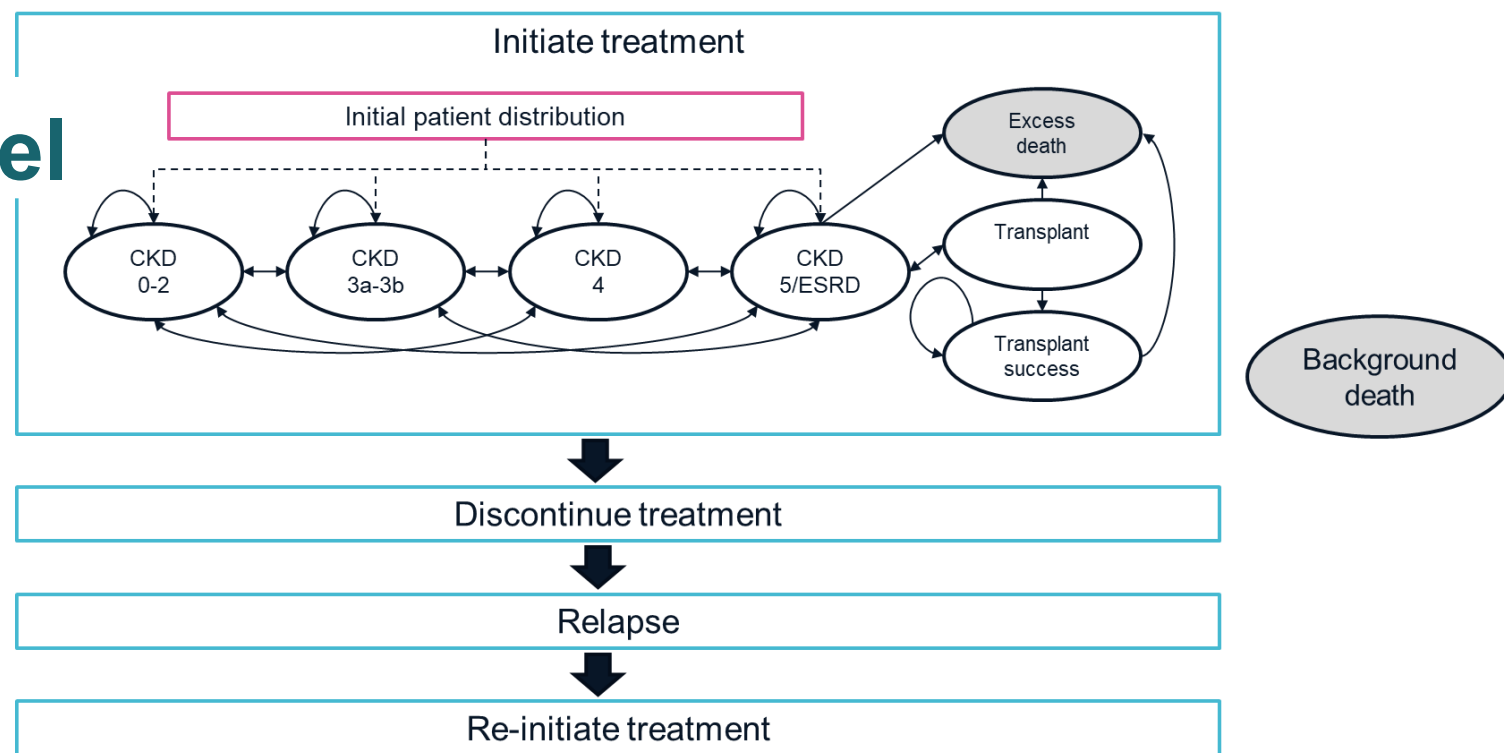 Initiate treatment
el
Initial patient distribution
Excess
death
CKD
0-2
CKD
3a-3b
CKD
4
CKD
5/ESRD
Transplant
Transplant
success
Background
death
Discontinue treatment
Relapse
Re-initiate treatment